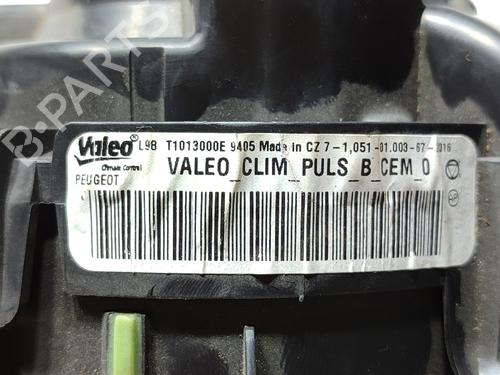 B-PARTS
Valeo L98 T1013000E 9405 Made in CZ 7-1,051-01.003-67-2016
Climate Control
PEUGEOT VALEO_CLIM_PULS_B_CEM_0